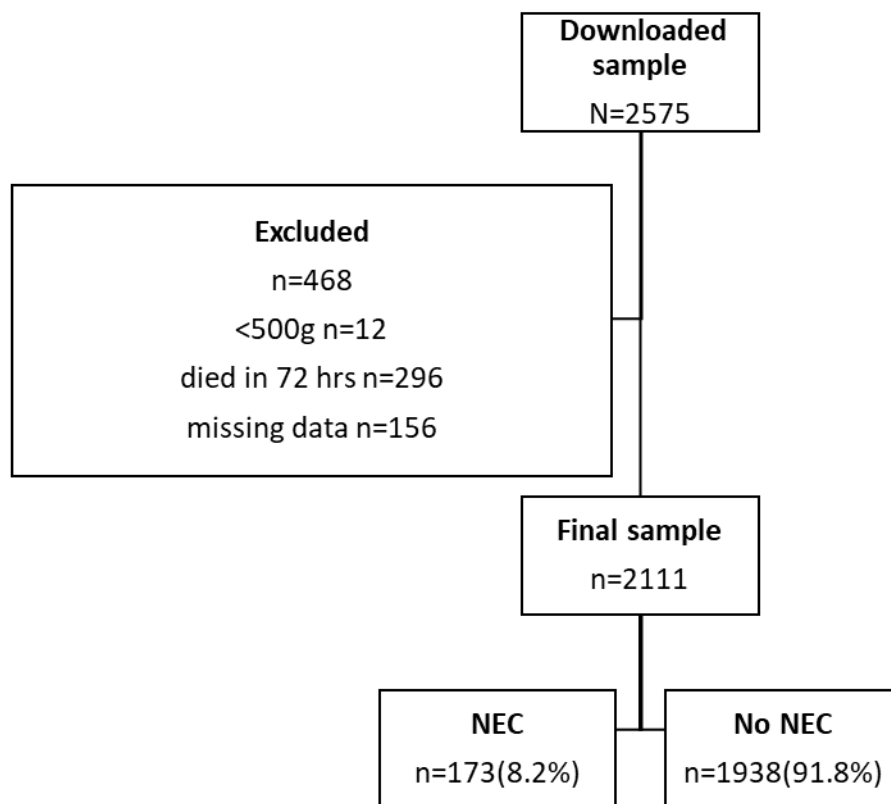 Downloaded
sample
N=2575
Excluded
n=468
<500g n=12
died in 72 hrs n=296
missing data n=156
Final sample
n=2111
NEC
n=173(8.2%)
No NEC
n=1938(91.8%)